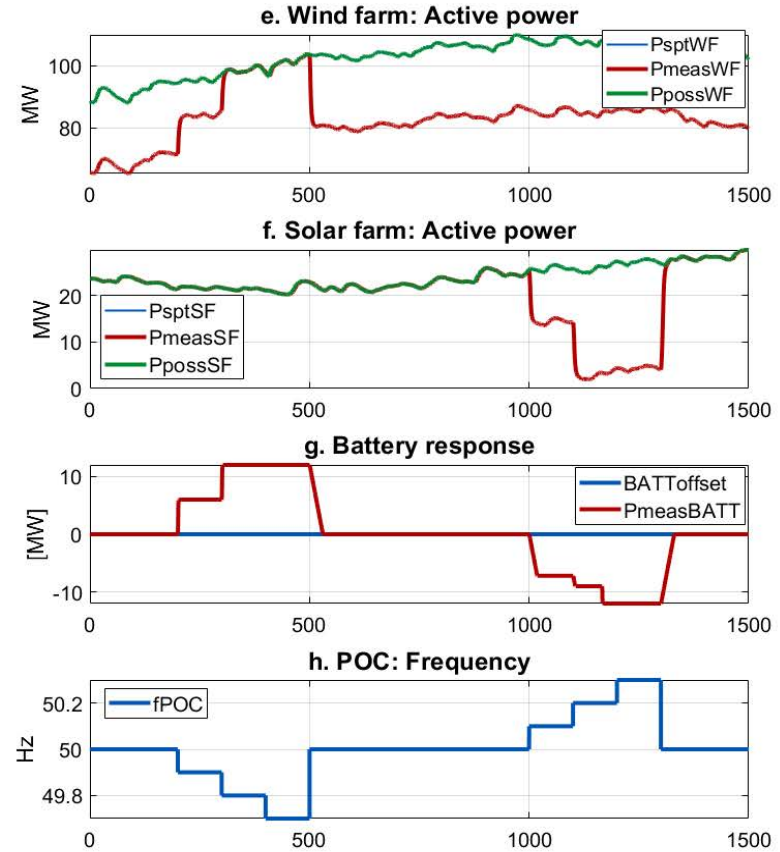 e. Wind farm: Active power
MW
100
80
PsptWF
PmeasWF
PpossWF
0
500
1000
1500
f. Solar farm: Active power
MW
20
10
0
PsptSF
PmeasSF
PpossSF
0
500
1000
1500
g. Battery response
[MW]
10
0
-10
BATToffset
PmeasBATT
0
500
1000
1500
h. POC: Frequency
Hz
50.2
50
49.8
fPOC
0
500
1000
1500